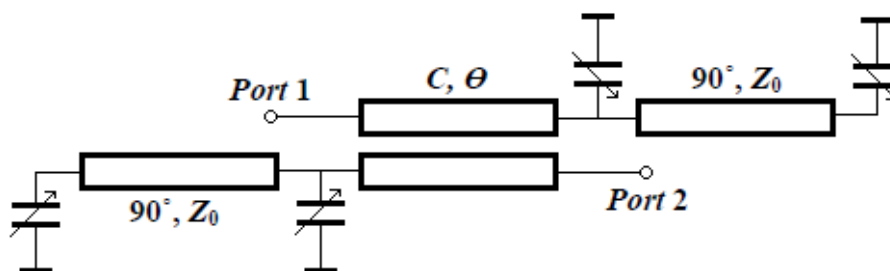 C, Ɵ
90°, Z₀
Port 1
Port 2
90°, Z₀